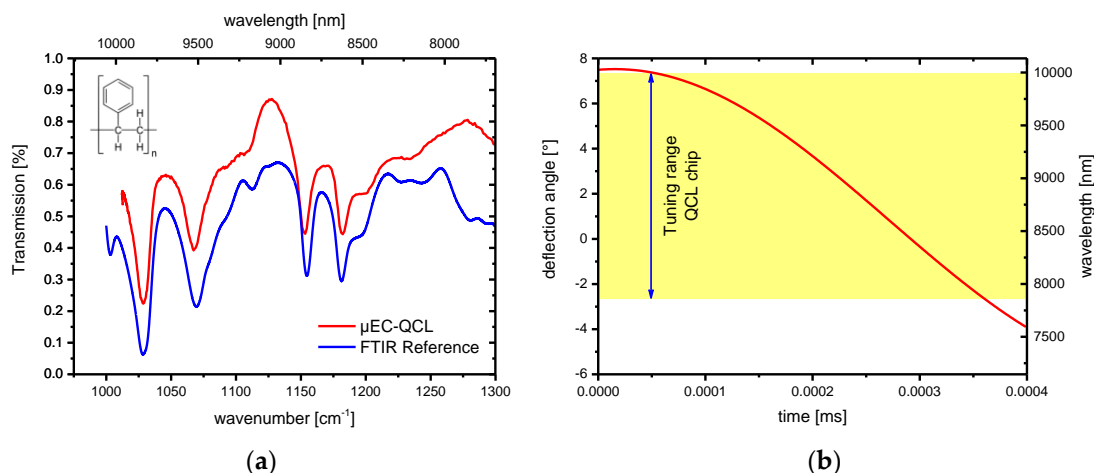 wavelength [nm]
10000 9500 9000 8500 8000
1.0
0.9
0.8
0.7
0.6
0.5
0.4
0.3
0.2
0.1
0.0
Transmission [%]
H
C C
H H
n
µEC-QCL
FTIR Reference
1000 1050 1100 1150 1200 1250 1300
wavenumber [cm⁻¹]
(a)
8
6
4
2
0
-2
-4
-6
deflection angle [°]
Tuning range
QCL chip
10000
9500
9000
8500
8000
7500
wavelength [nm]
0.0000 0.0001 0.0002 0.0003 0.0004
time [ms]
(b)